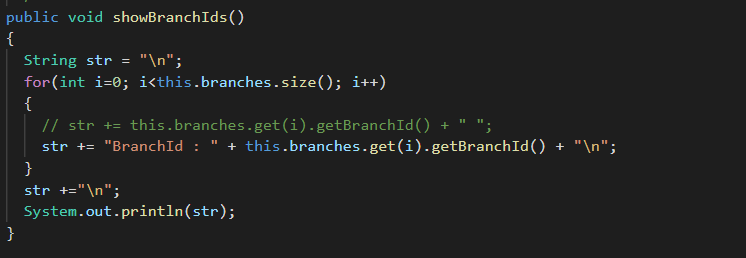 public void showBranchIds()
{
  String str = "\n";
  for(int i=0; i<this.branches.size(); i++)
  {
    // str += this.branches.get(i).getBranchId() + " ";
    str += "BranchId : " + this.branches.get(i).getBranchId() + "\n";
  }
  str +="\n";
  System.out.println(str);
}